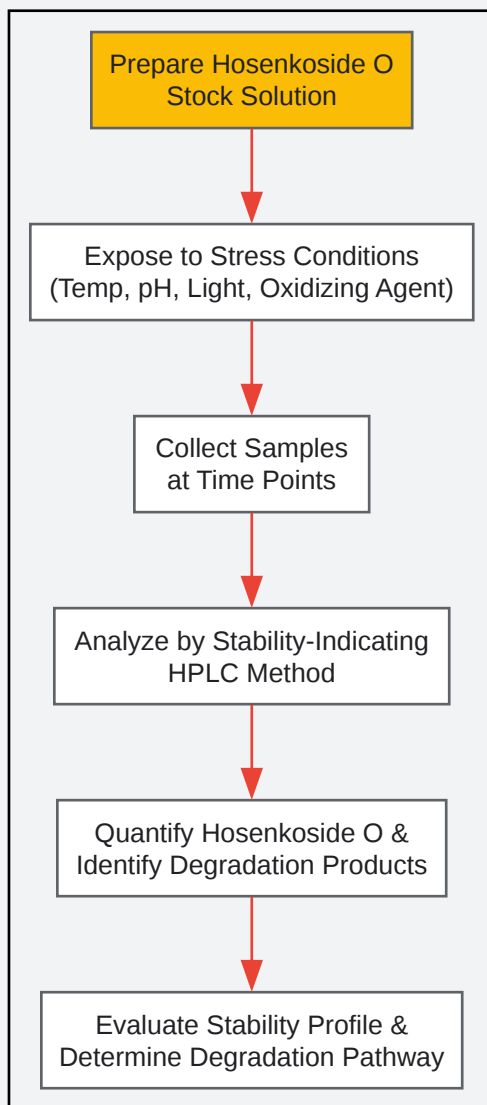 Prepare Hosenkoside O
Stock Solution
Expose to Stress Conditions
(Temp, pH, Light, Oxidizing Agent)
Collect Samples
at Time Points
Analyze by Stability-Indicating
HPLC Method
Quantify Hosenkoside O &
Identify Degradation Products
Evaluate Stability Profile &
Determine Degradation Pathway